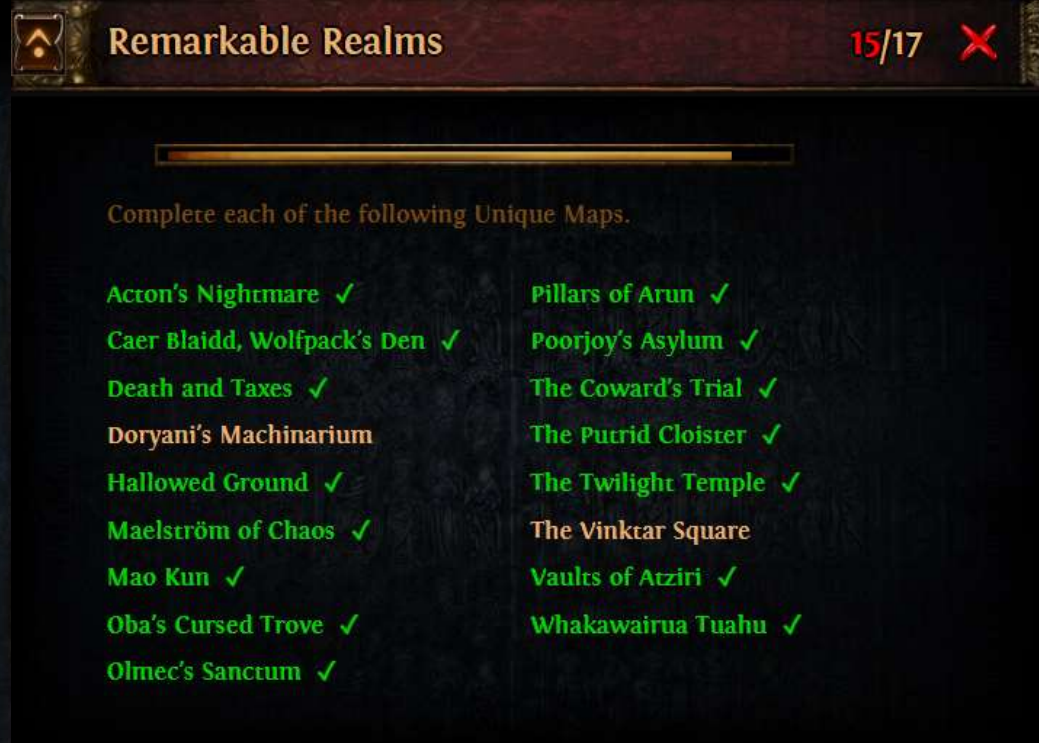 Remarkable Realms
15/17
Complete each of the following Unique Maps.
Acton's Nightmare ✓
Caer Blaidd, Wolfpack's Den ✓
Death and Taxes ✓
Doryani's Machinarium
Hallowed Ground ✓
Maelström of Chaos ✓
Mao Kun ✓
Oba's Cursed Trove ✓
Olmec's Sanctum ✓
Pillars of Arun ✓
Poorjoy's Asylum ✓
The Coward's Trial ✓
The Putrid Cloister ✓
The Twilight Temple ✓
The Vinktar Square
Vaults of Atziri ✓
Whakawairua Tuahu ✓